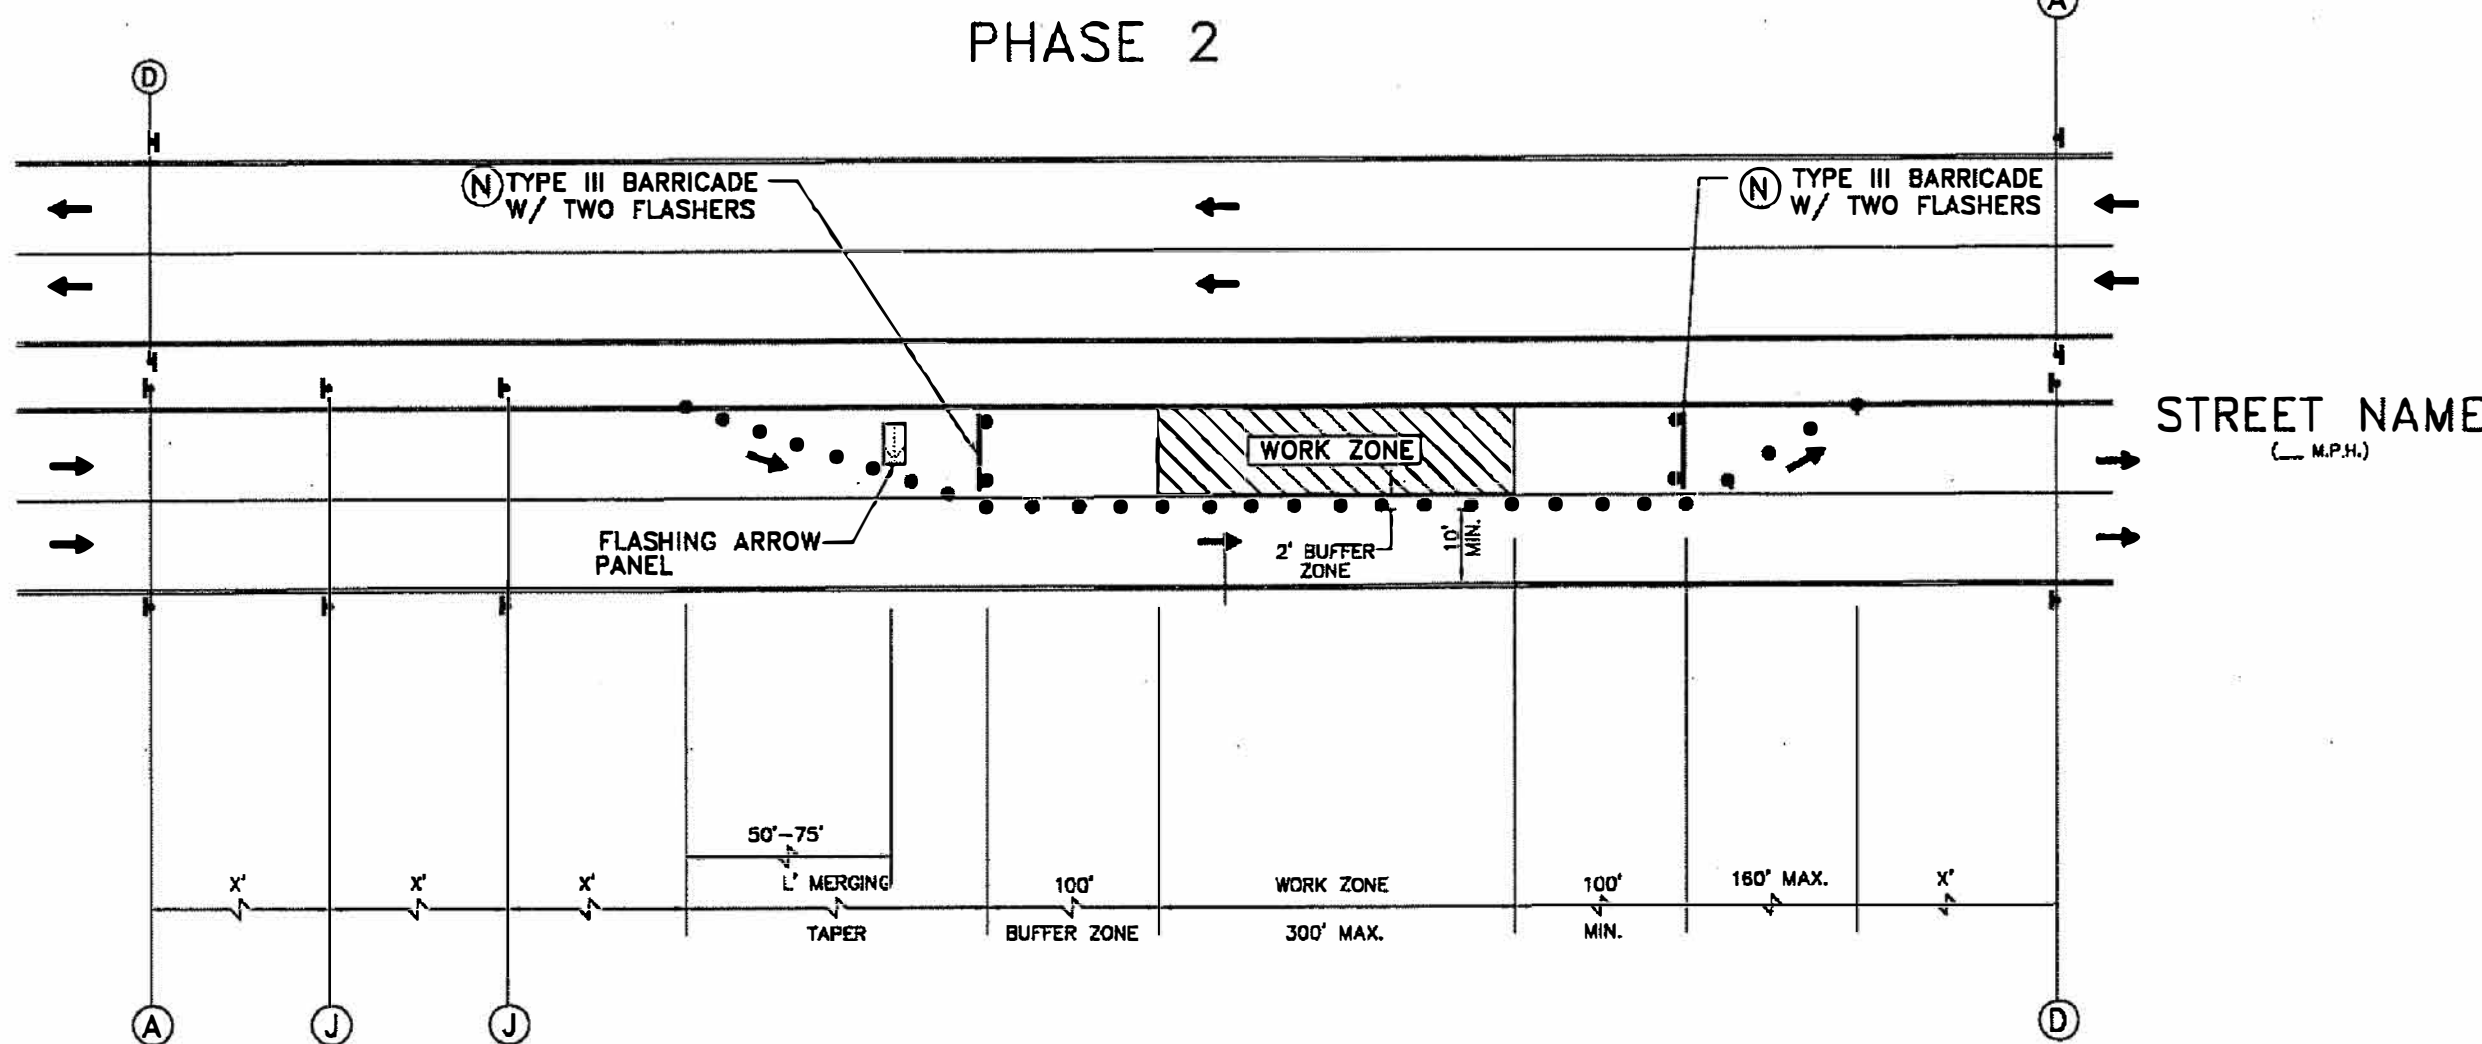 PHASE 2
A
D
N TYPE III BARRICADE
W/ TWO FLASHERS
N TYPE III BARRICADE
W/ TWO FLASHERS
STREET NAME
(__ M.P.H.)
WORK ZONE
FLASHING ARROW
PANEL
2' BUFFER
ZONE
10'
MIN.
50'-75'
X' X' X' L' MERGING 100' WORK ZONE 100' 160' MAX. X'
TAPER BUFFER ZONE 300' MAX. MIN.
A J J D